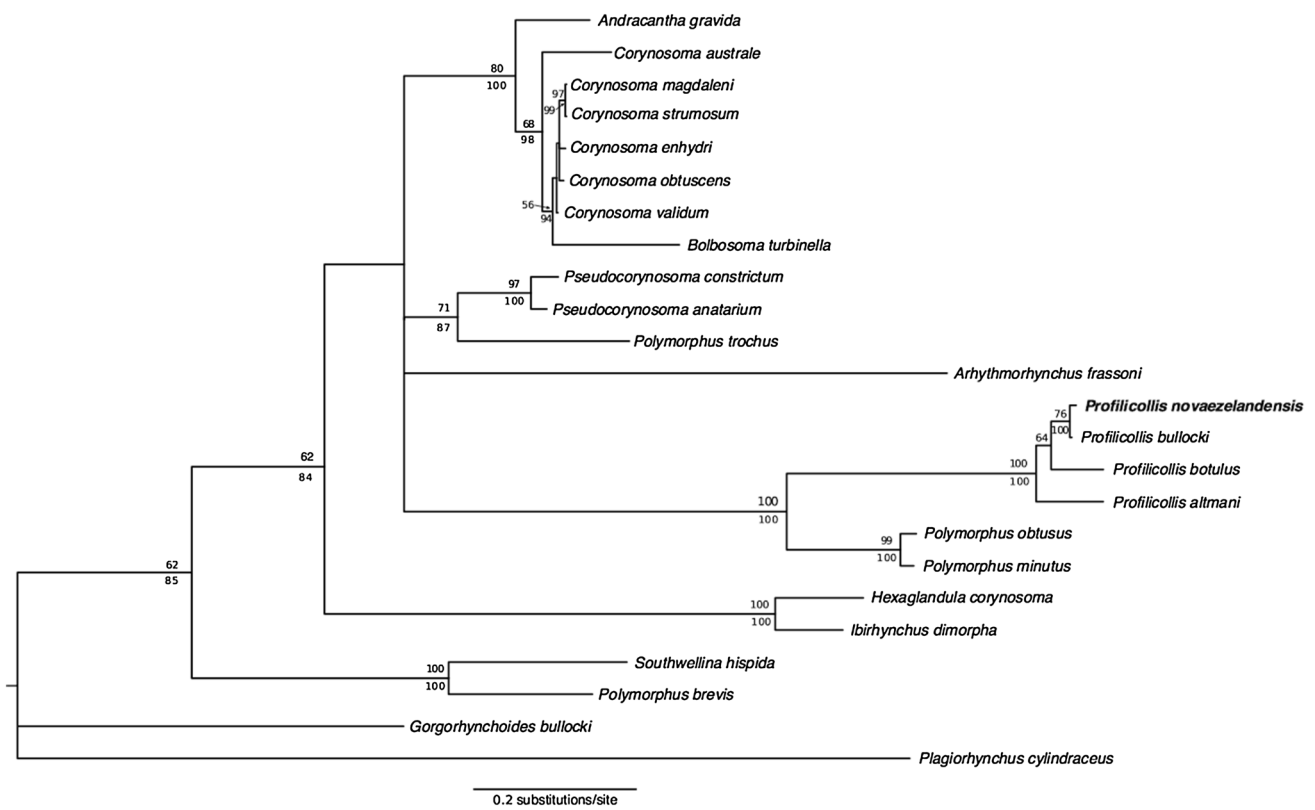 Andracantha gravida
80
100
Corynosoma australe
Corynosoma magdaleni
97
99
Corynosoma strumosum
68
98
Corynosoma enhydri
Corynosoma obtuscens
56
94
Corynosoma validum
Bolbosoma turbinella
Pseudocorynosoma constrictum
97
100
Pseudocorynosoma anatarium
71
87
Polymorphus trochus
Arhythmorhynchus frassoni
Profilicollis novaezelandensis
76
100
Profilicollis bullocki
64
Profilicollis botulus
100
100
Profilicollis altmani
100
100
Polymorphus obtusus
99
100
Polymorphus minutus
62
84
Hexaglandula corynosoma
100
100
Ibirhynchus dimorpha
62
85
Southwellina hispida
100
100
Polymorphus brevis
Gorgorhynchoides bullocki
Plagiorhynchus cylindraceus
0.2 substitutions/site